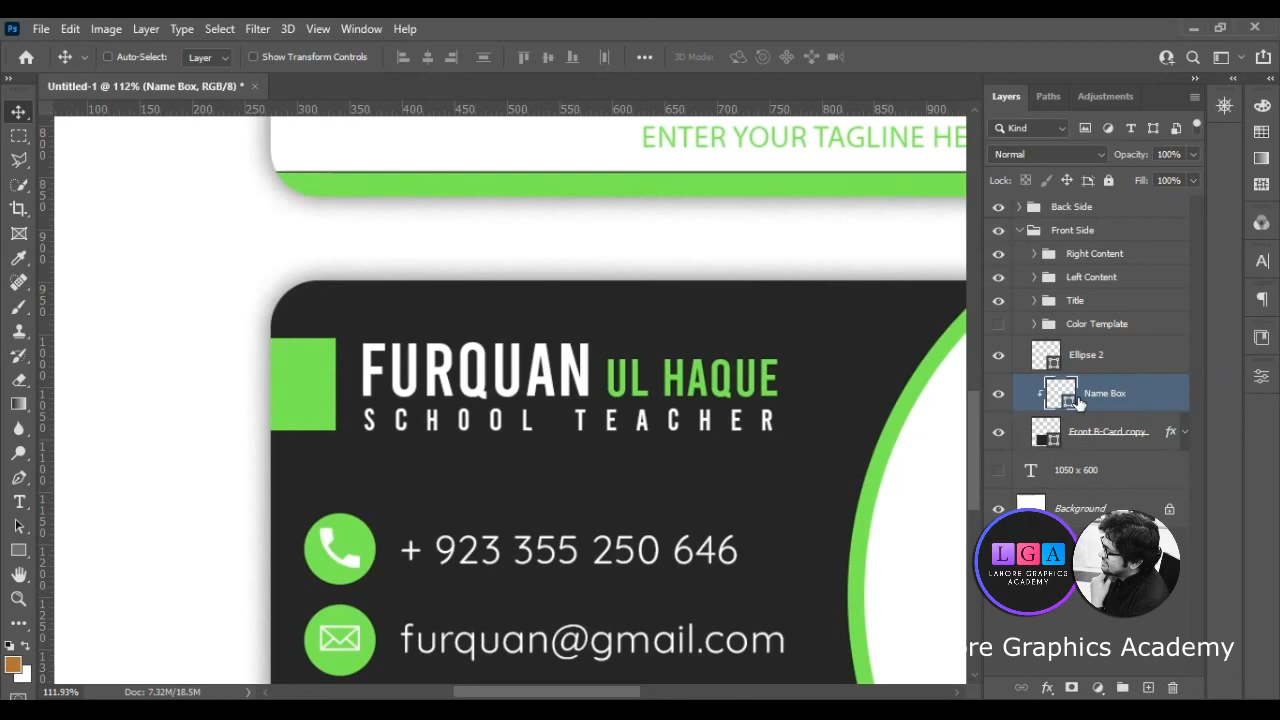 Ps File Edit Image Layer Type Select Filter 3D View Window Help
Auto-Select: Layer Show Transform Controls 3D Mode:
Untitled-1 @ 112% (Name Box, RGB/8) *
100 150 200 250 300 350 400 450 500 550 600 650 700 750 800 850 900
Layers Paths Adjustments
Kind
Normal Opacity: 100%
Lock: Fill: 100%
Back Side
Front Side
Right Content
Left Content
Title
Color Template
Ellipse 2
Name Box
Front B-Card copy fx
T 1050 x 600
Background
ENTER YOUR TAGLINE HE
FURQUAN UL HAQUE
SCHOOL TEACHER
+ 923 355 250 646
furquan@gmail.com
LGA
LAHORE GRAPHICS
ACADEMY
ore Graphics Academy
111.93% Doc: 7.32M/18.5M